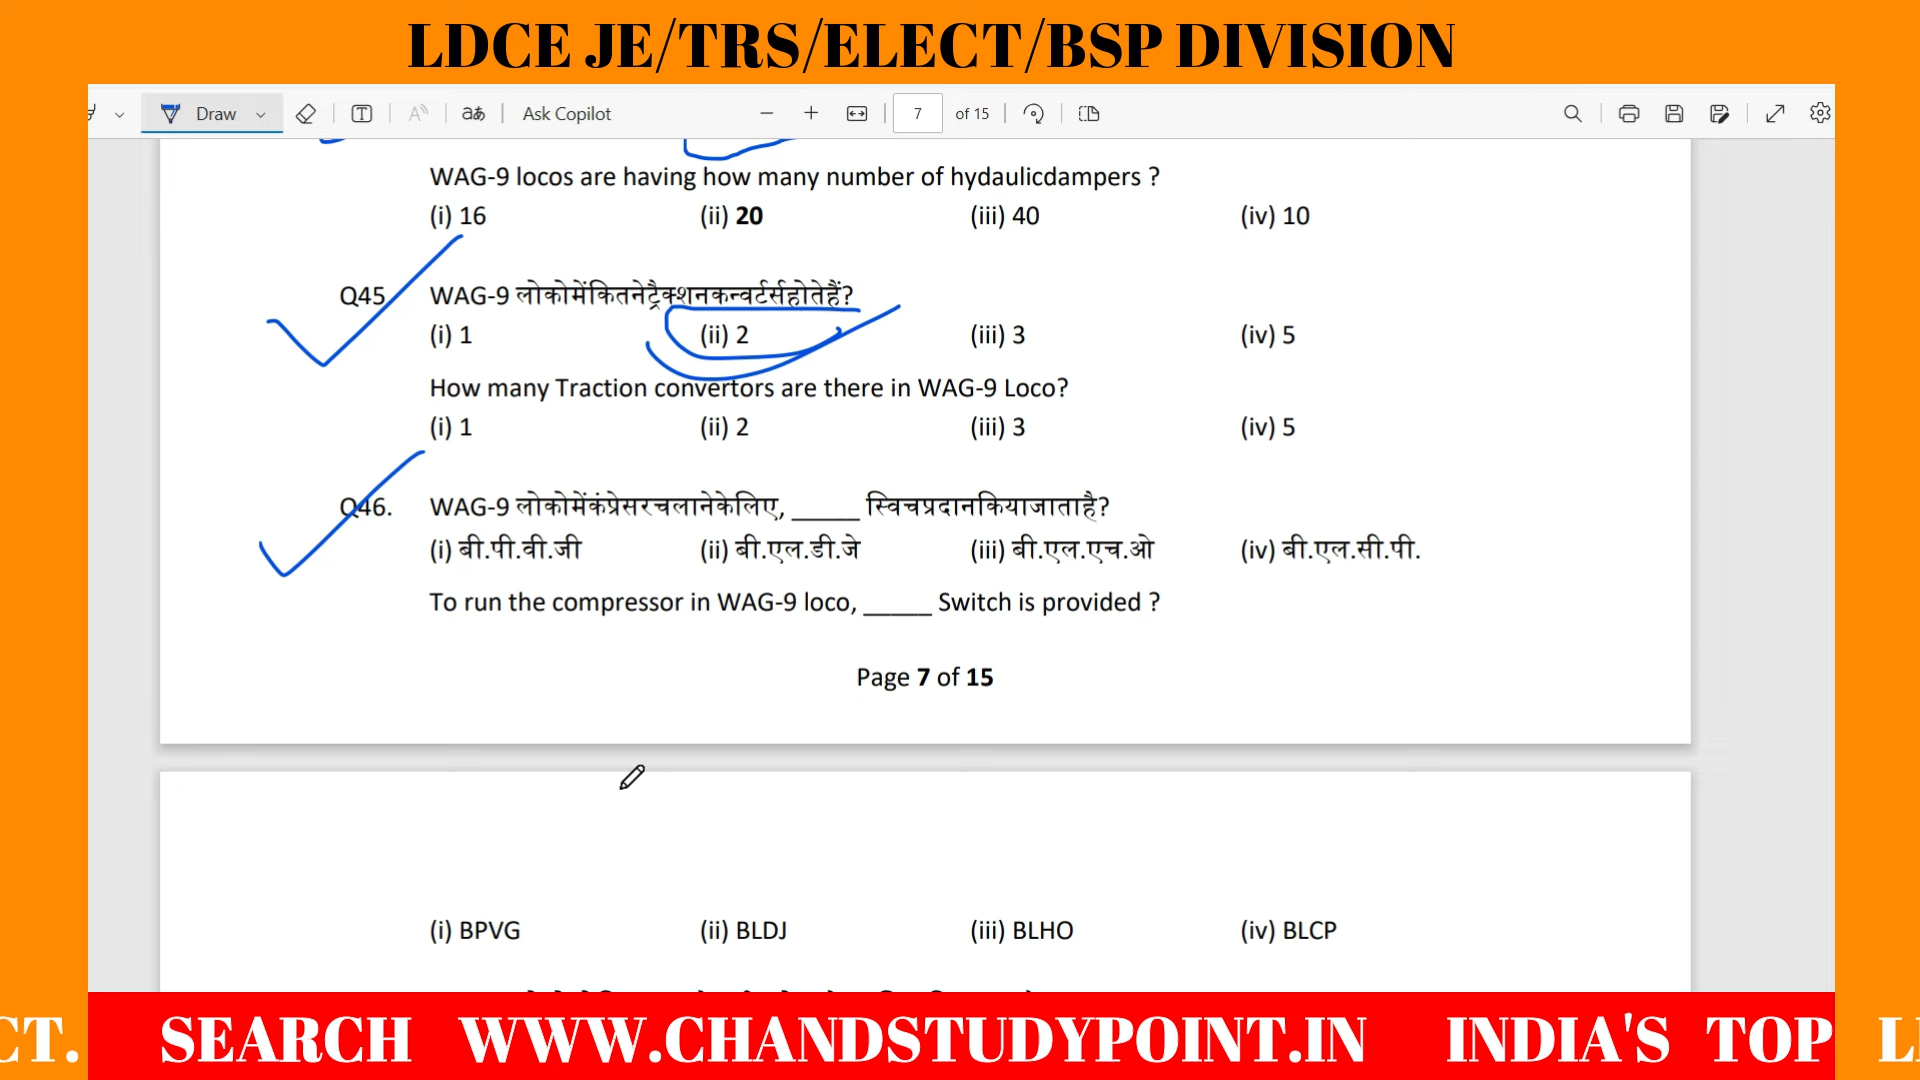 LDCE JE/TRS/ELECT/BSP DIVISION
Draw
aあ
Ask Copilot
7 of 15
WAG-9 locos are having how many number of hydaulicdampers ?
(i) 16 (ii) 20 (iii) 40 (iv) 10
Q45. WAG-9 लोकोमेंकितनेट्रैक्शनकन्वर्टर्सहोतेहैं?
(i) 1 (ii) 2 (iii) 3 (iv) 5
How many Traction convertors are there in WAG-9 Loco?
(i) 1 (ii) 2 (iii) 3 (iv) 5
Q46. WAG-9 लोकोमेंकंप्रेसरचलानेकेलिए, _____ स्विचप्रदानकियाजाताहै?
(i) बी.पी.वी.जी (ii) बी.एल.डी.जे (iii) बी.एल.एच.ओ (iv) बी.एल.सी.पी.
To run the compressor in WAG-9 loco, _____ Switch is provided ?
Page 7 of 15
(i) BPVG (ii) BLDJ (iii) BLHO (iv) BLCP
CT. SEARCH WWW.CHANDSTUDYPOINT.IN INDIA'S TOP